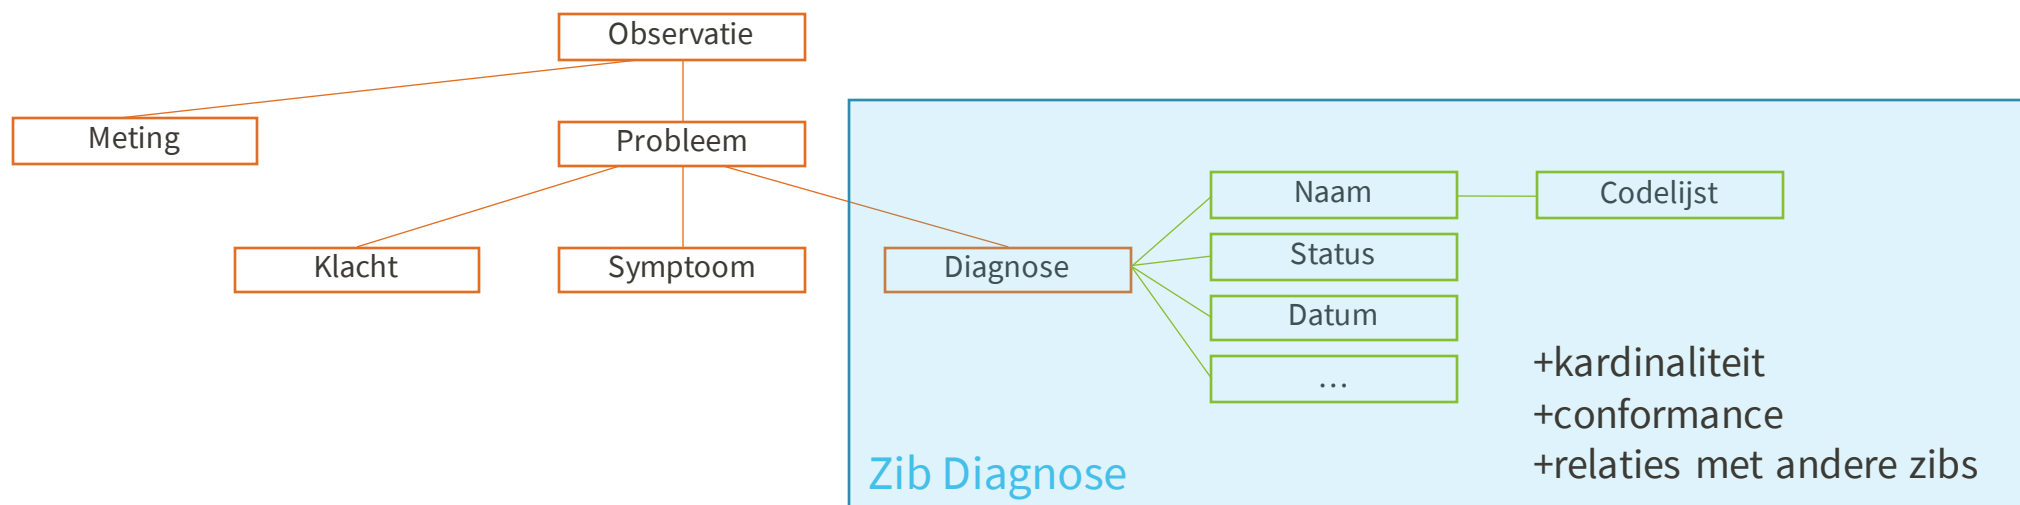 Observatie
Meting
Probleem
Klacht
Symptoom
Diagnose
Naam
Codelijst
Status
Datum
...
+kardinaliteit
+conformance
+relaties met andere zibs
Zib Diagnose